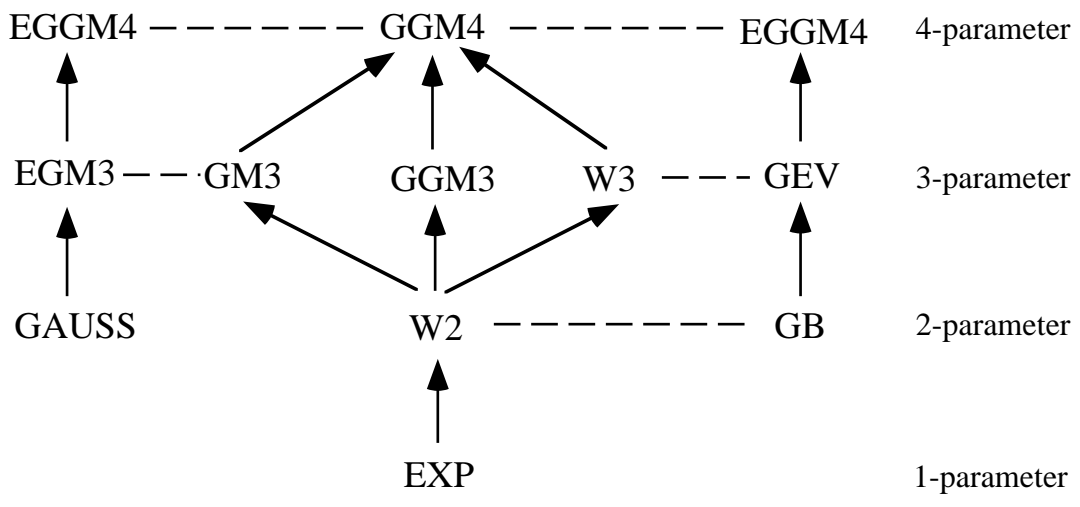 EGGM4 GGM4 EGGM4 4-parameter
EGM3 GM3 GGM3 W3 GEV 3-parameter
GAUSS W2 GB 2-parameter
EXP 1-parameter